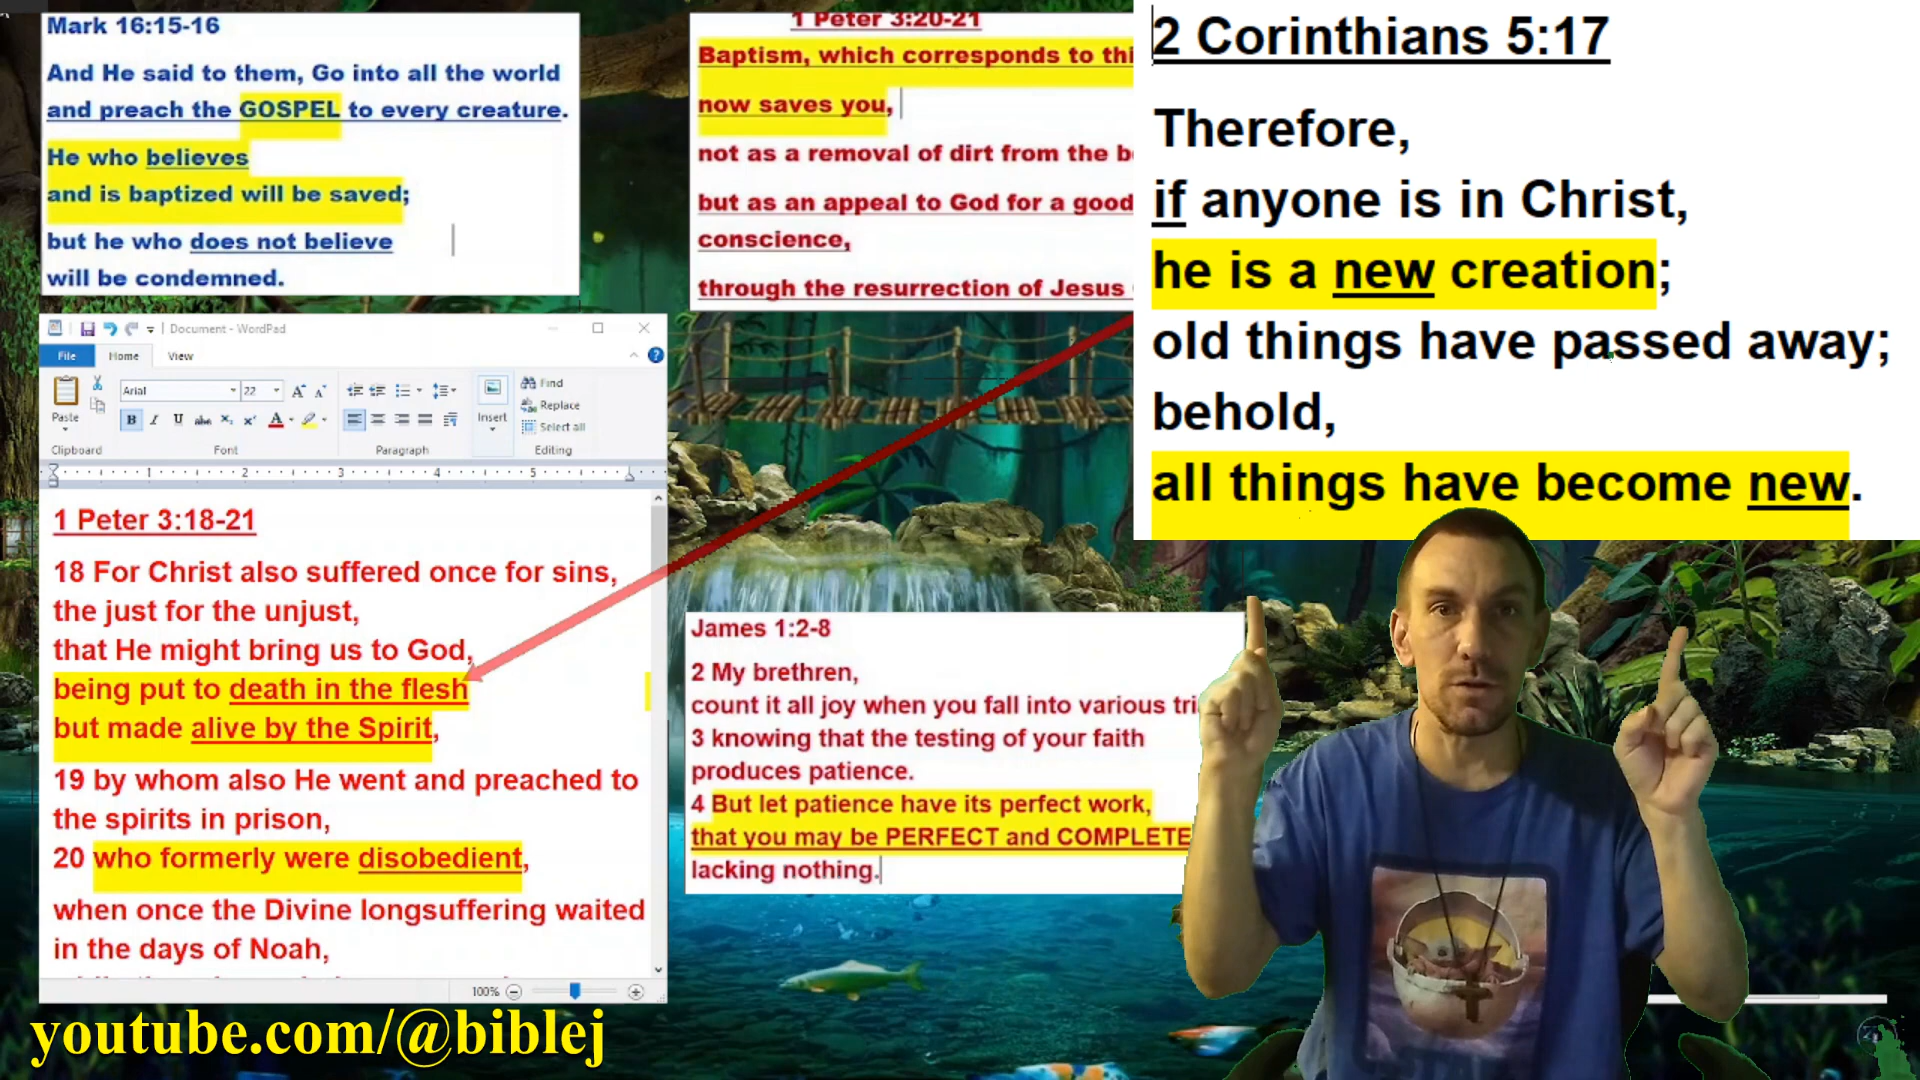 Mark 16:15-16
And He said to them, Go into all the world
and preach the GOSPEL to every creature.
He who believes
and is baptized will be saved;
but he who does not believe
will be condemned.
1 Peter 3:20-21
Baptism, which corresponds to
now saves you,
not as a removal of dirt from the
but as an appeal to God for a good
conscience,
through the resurrection of Jesus
2 Corinthians 5:17
Therefore,
if anyone is in Christ,
he is a new creation;
old things have passed away;
behold,
all things have become new.
Document - WordPad
File Home View
Paste
Clipboard
Arial 22
B I U abc X₂ X² A
Font
Paragraph
Insert
Find
Replace
Select all
Editing
1 2 3 4 5
1 Peter 3:18-21
18 For Christ also suffered once for sins,
the just for the unjust,
that He might bring us to God,
being put to death in the flesh
but made alive by the Spirit,
19 by whom also He went and preached to
the spirits in prison,
20 who formerly were disobedient,
when once the Divine longsuffering waited
in the days of Noah,
100%
James 1:2-8
2 My brethren,
count it all joy when you fall into various
3 knowing that the testing of your faith
produces patience.
4 But let patience have its perfect work,
that you may be PERFECT and COMPLETE
lacking nothing.
youtube.com/@biblej